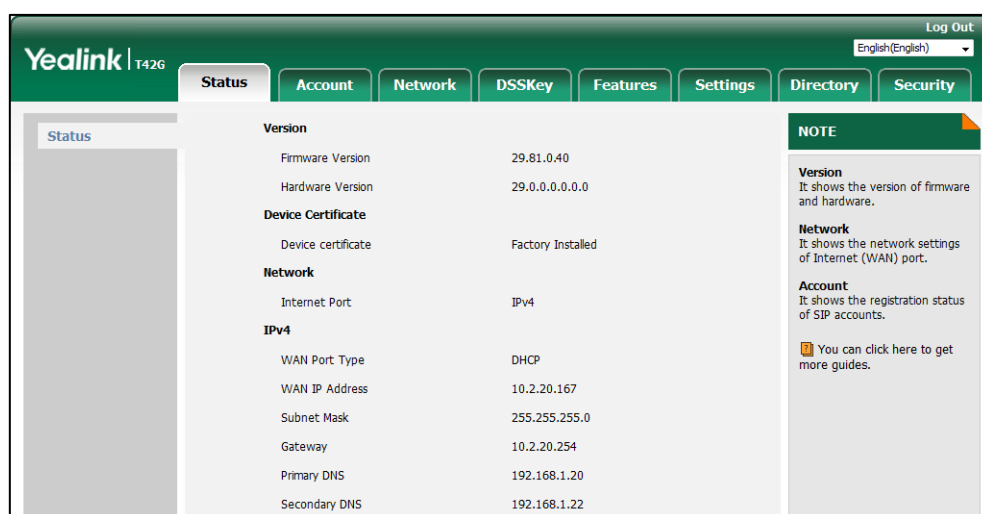 Log Out
English(English)
Yealink T42G
Status Account Network DSSKey Features Settings Directory Security
Status
Version
Firmware Version 29.81.0.40
Hardware Version 29.0.0.0.0.0.0
Device Certificate
Device certificate Factory Installed
Network
Internet Port IPv4
IPv4
WAN Port Type DHCP
WAN IP Address 10.2.20.167
Subnet Mask 255.255.255.0
Gateway 10.2.20.254
Primary DNS 192.168.1.20
Secondary DNS 192.168.1.22
NOTE
Version
It shows the version of firmware
and hardware.
Network
It shows the network settings
of Internet (WAN) port.
Account
It shows the registration status
of SIP accounts.
You can click here to get
more guides.